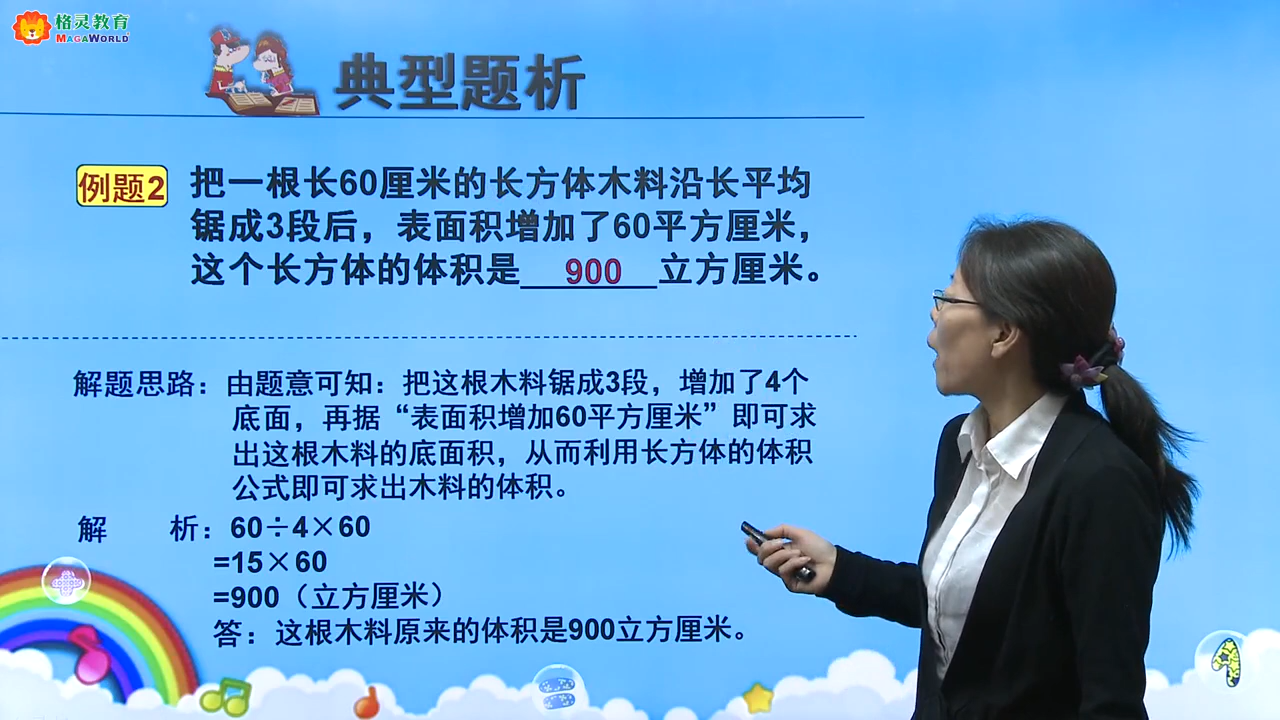 格灵教育
MAGAWORLD
典型题析
例题2 把一根长60厘米的长方体木料沿长平均
锯成3段后，表面积增加了60平方厘米，
这个长方体的体积是 900 立方厘米。
解题思路：由题意可知：把这根木料锯成3段，增加了4个
底面，再据“表面积增加60平方厘米”即可求
出这根木料的底面积，从而利用长方体的体积
公式即可求出木料的体积。
解 析：60÷4×60
=15×60
=900（立方厘米）
答：这根木料原来的体积是900立方厘米。